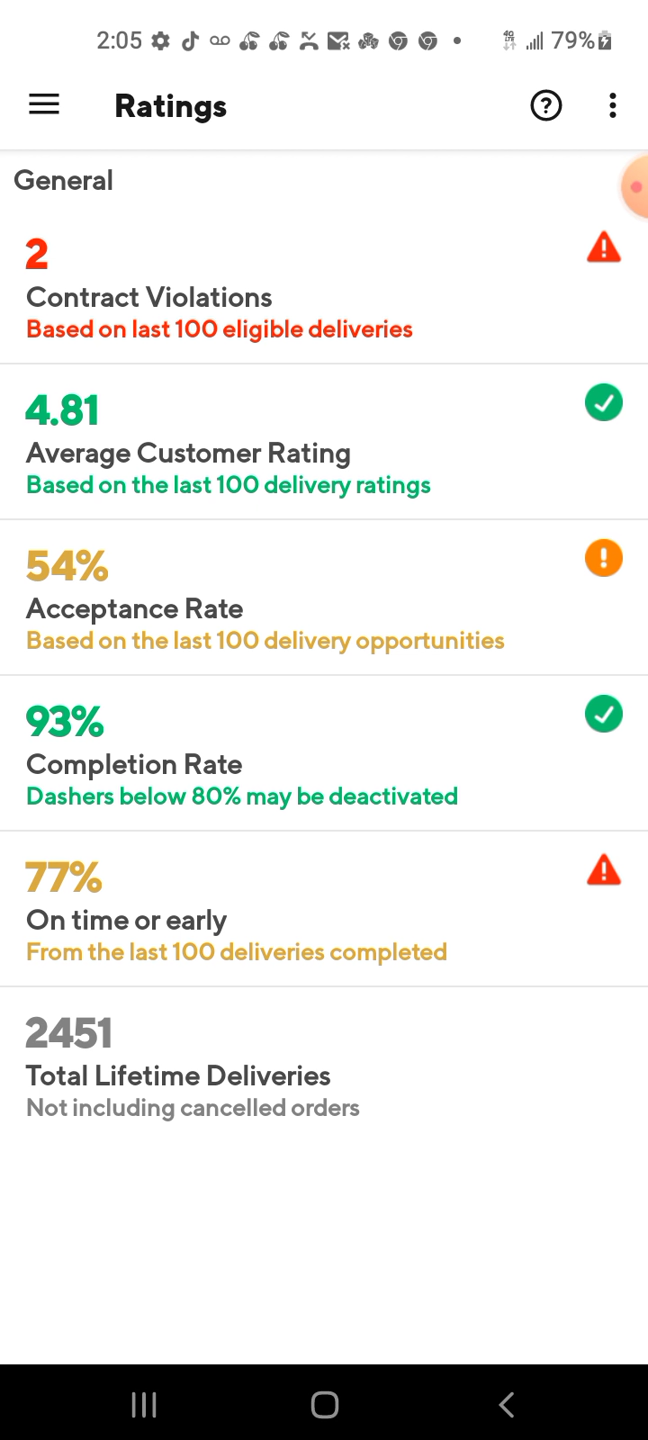 2:05 79%
Ratings
General
2
Contract Violations
Based on last 100 eligible deliveries
4.81
Average Customer Rating
Based on the last 100 delivery ratings
54%
Acceptance Rate
Based on the last 100 delivery opportunities
93%
Completion Rate
Dashers below 80% may be deactivated
77%
On time or early
From the last 100 deliveries completed
2451
Total Lifetime Deliveries
Not including cancelled orders